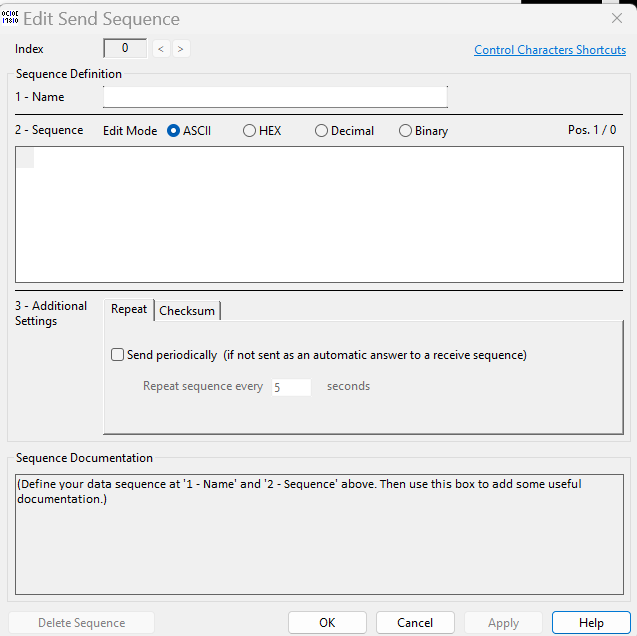 Edit Send Sequence
Index 0 < > Control Characters Shortcuts
Sequence Definition
1 - Name
2 - Sequence Edit Mode ASCII HEX Decimal Binary Pos. 1 / 0
3 - Additional
Settings
Repeat Checksum
Send periodically (if not sent as an automatic answer to a receive sequence)
Repeat sequence every 5 seconds
Sequence Documentation
(Define your data sequence at '1 - Name' and '2 - Sequence' above. Then use this box to add some useful
documentation.)
Delete Sequence OK Cancel Apply Help